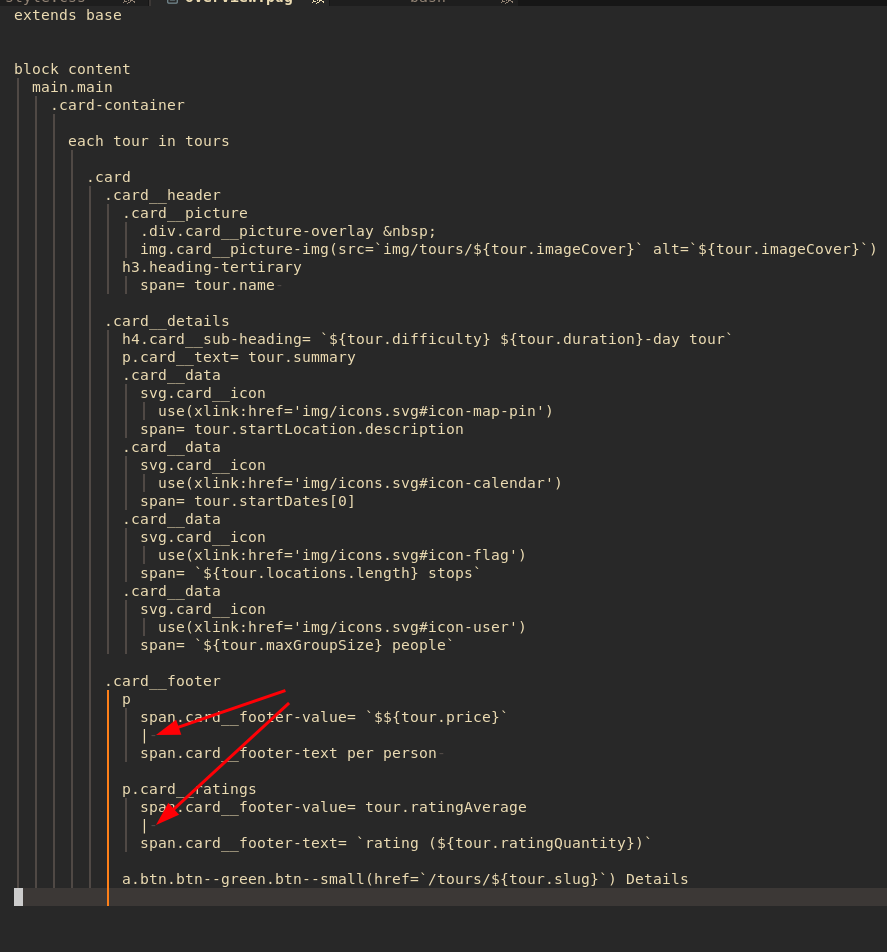 overview.pug
bash
extends base
block content
main.main
.card-container
each tour in tours
.card
.card__header
.card__picture
.div.card__picture-overlay &nbsp;
img.card__picture-img(src=`img/tours/${tour.imageCover}` alt=`${tour.imageCover}`)
h3.heading-tertirary
span= tour.name
.card__details
h4.card__sub-heading= `${tour.difficulty} ${tour.duration}-day tour`
p.card__text= tour.summary
.card__data
svg.card__icon
use(xlink:href='img/icons.svg#icon-map-pin')
span= tour.startLocation.description
.card__data
svg.card__icon
use(xlink:href='img/icons.svg#icon-calendar')
span= tour.startDates[0]
.card__data
svg.card__icon
use(xlink:href='img/icons.svg#icon-flag')
span= `${tour.locations.length} stops`
.card__data
svg.card__icon
use(xlink:href='img/icons.svg#icon-user')
span= `${tour.maxGroupSize} people`
.card__footer
p
span.card__footer-value= `$${tour.price}`
|
span.card__footer-text per person
p.card__ratings
span.card__footer-value= tour.ratingAverage
|
span.card__footer-text= `rating (${tour.ratingQuantity})`
a.btn.btn--green.btn--small(href=`/tours/${tour.slug}`) Details